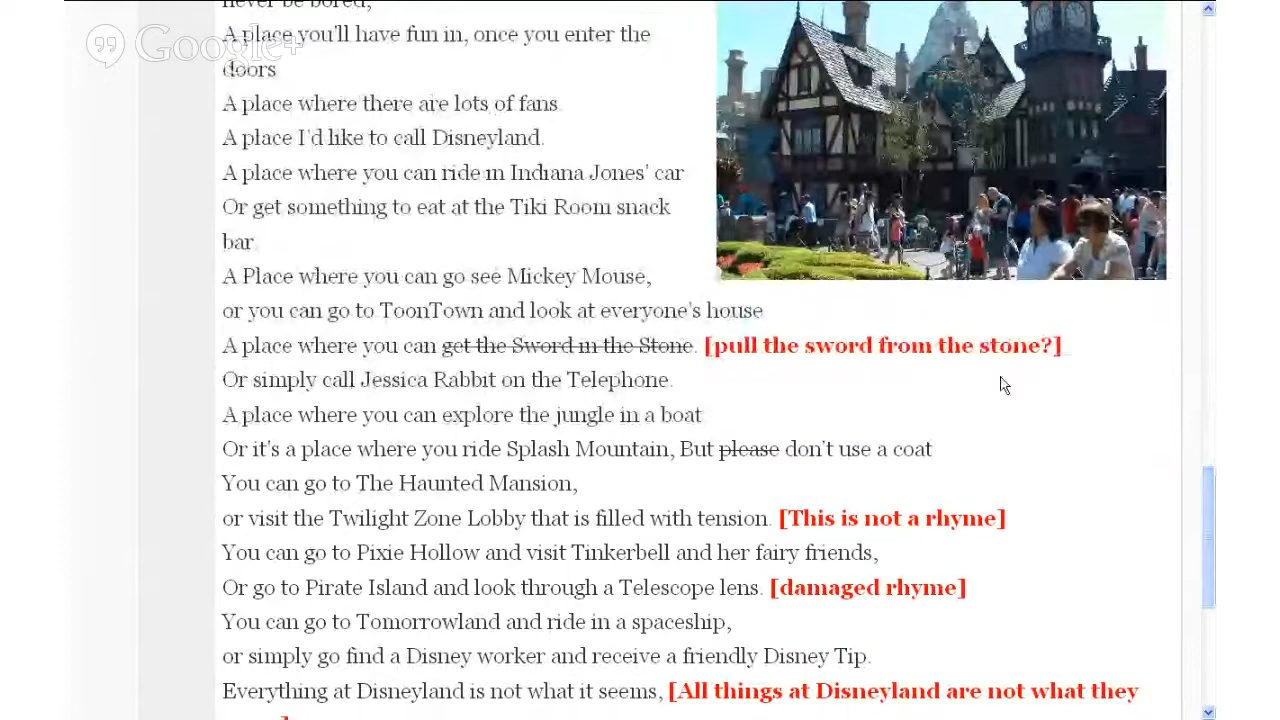 never be bored,
Google+
A place you'll have fun in, once you enter the
doors
A place where there are lots of fans
A place I'd like to call Disneyland.
A place where you can ride in Indiana Jones' car
Or get something to eat at the Tiki Room snack
bar.
A Place where you can go see Mickey Mouse,
or you can go to ToonTown and look at everyone's house
A place where you can get the Sword in the Stone. [pull the sword from the stone?]
Or simply call Jessica Rabbit on the Telephone.
A place where you can explore the jungle in a boat
Or it's a place where you ride Splash Mountain, But please don't use a coat
You can go to The Haunted Mansion,
or visit the Twilight Zone Lobby that is filled with tension. [This is not a rhyme]
You can go to Pixie Hollow and visit Tinkerbell and her fairy friends,
Or go to Pirate Island and look through a Telescope lens. [damaged rhyme]
You can go to Tomorrowland and ride in a spaceship,
or simply go find a Disney worker and receive a friendly Disney Tip.
Everything at Disneyland is not what it seems, [All things at Disneyland are not what they